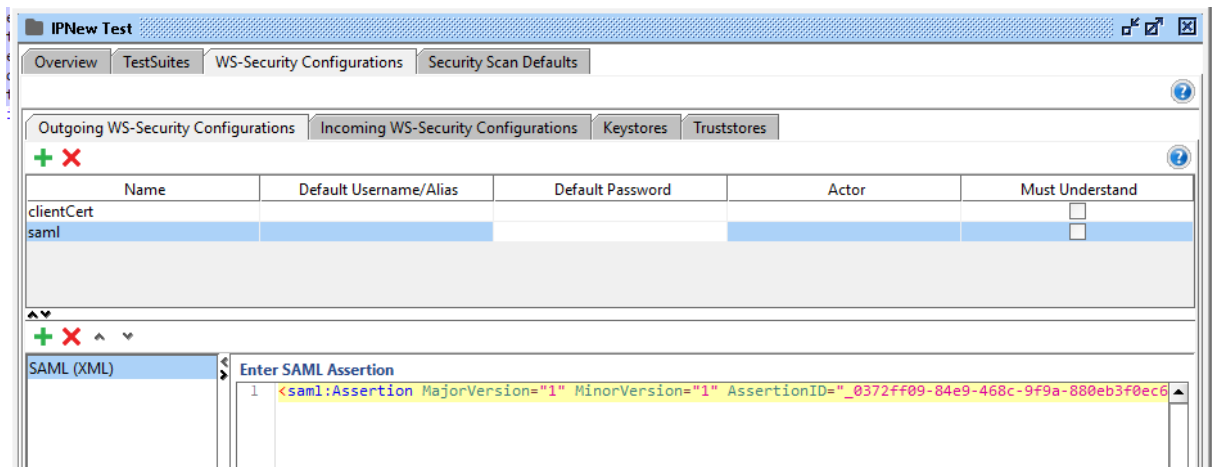 IPNew Test
Overview TestSuites WS-Security Configurations Security Scan Defaults
Outgoing WS-Security Configurations Incoming WS-Security Configurations Keystores Truststores
Name Default Username/Alias Default Password Actor Must Understand
clientCert
saml
SAML (XML)
Enter SAML Assertion
1 <saml:Assertion MajorVersion="1" MinorVersion="1" AssertionID="_0372ff09-84e9-468c-9f9a-880eb3f0ec6